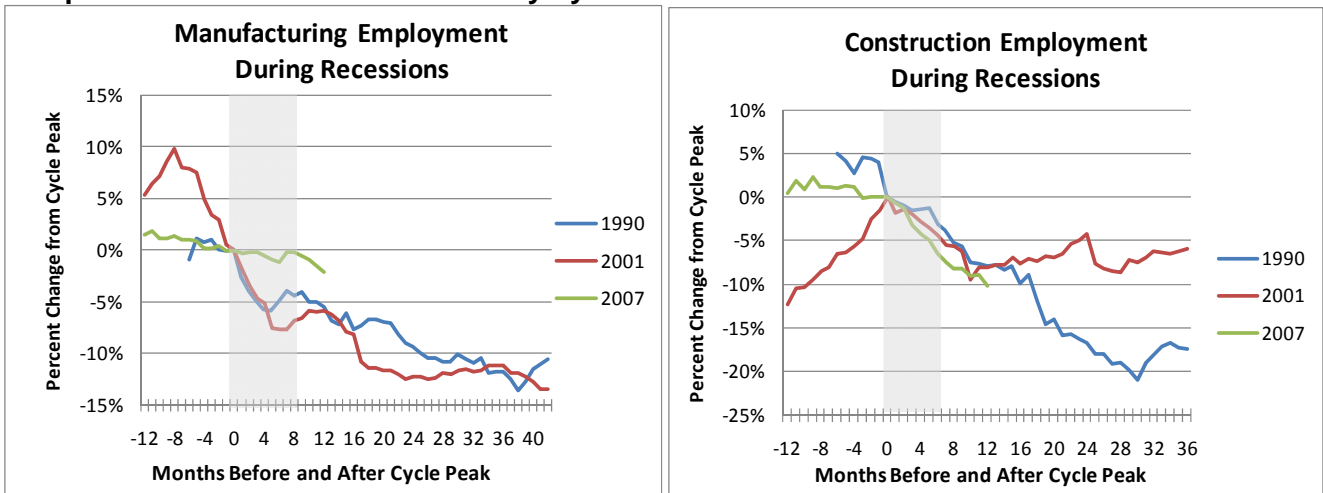 Manufacturing Employment
During Recessions
Percent Change from Cycle Peak
15%
10%
5%
0%
-5%
-10%
-15%
-12 -8 -4 0 4 8 12 16 20 24 28 32 36 40
Months Before and After Cycle Peak
1990
2001
2007
Construction Employment
During Recessions
Percent Change from Cycle Peak
10%
5%
0%
-5%
-10%
-15%
-20%
-25%
-12 -8 -4 0 4 8 12 16 20 24 28 32 36
Months Before and After Cycle Peak
1990
2001
2007